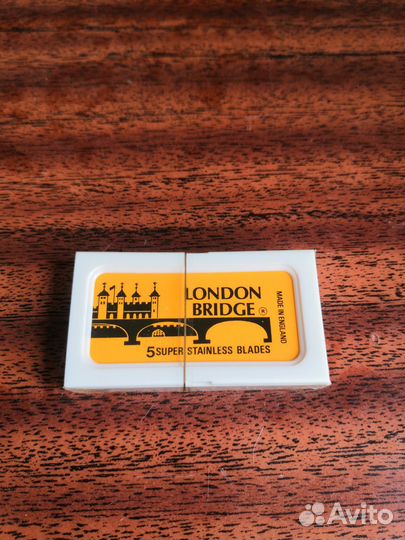 LONDON
BRIDGE ®
MADE IN ENGLAND
5 SUPER STAINLESS BLADES
Avito